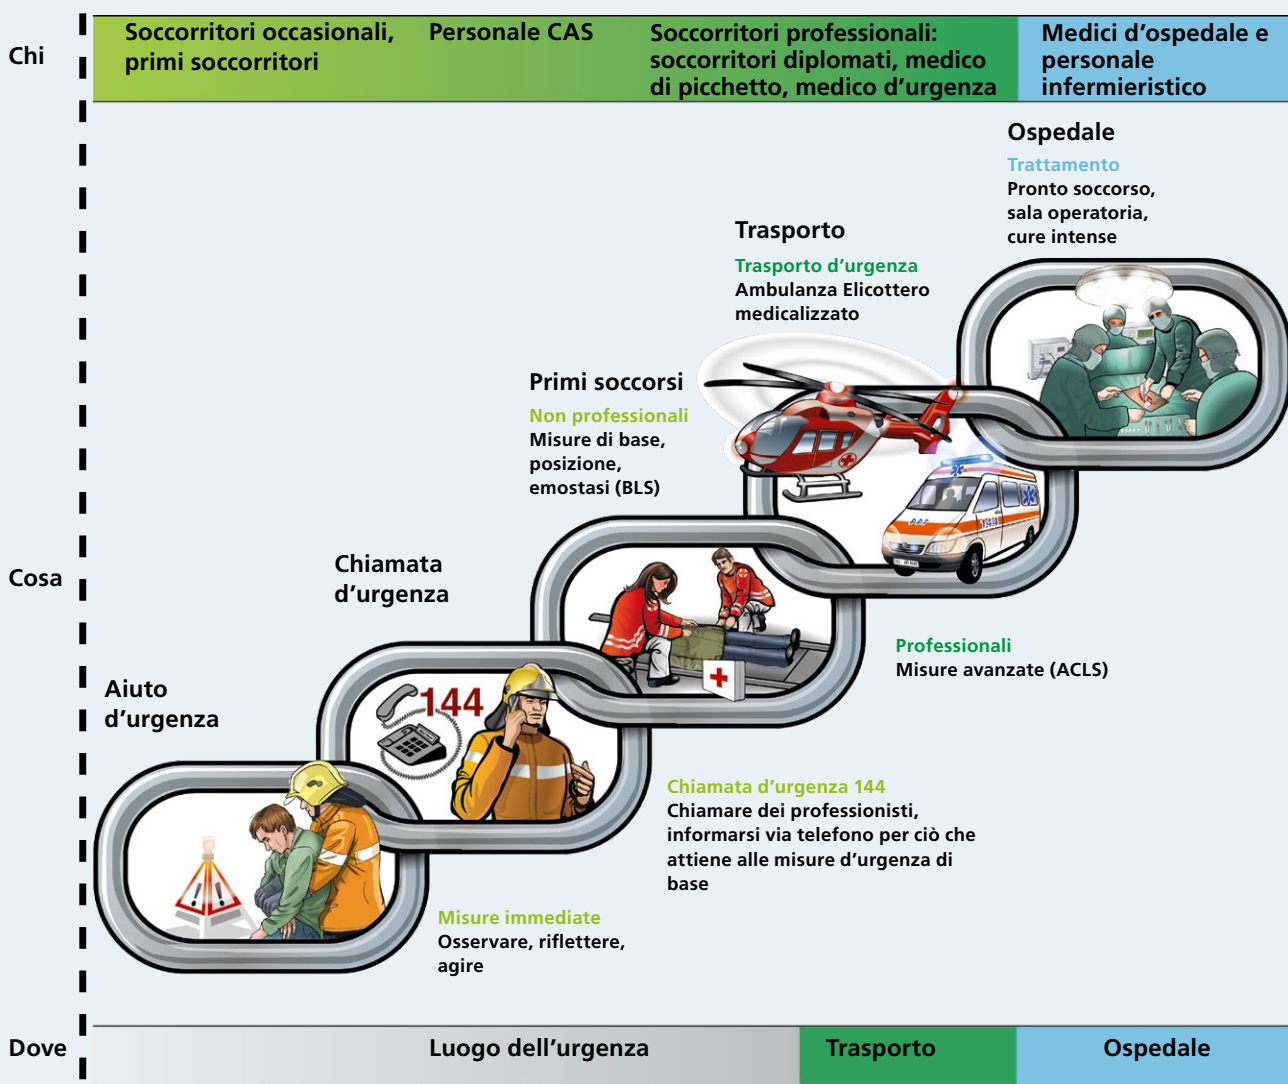 Chi
Soccorritori occasionali,
primi soccorritori
Personale CAS
Soccorritori professionali:
soccorritori diplomati, medico
di picchetto, medico d'urgenza
Medici d'ospedale e
personale
infermieristico
Ospedale
Trattamento
Pronto soccorso,
sala operatoria,
cure intense
Trasporto
Trasporto d'urgenza
Ambulanza Elicottero
medicalizzato
Primi soccorsi
Non professionali
Misure di base,
posizione,
emostasi (BLS)
Cosa
Chiamata
d'urgenza
144
Professionali
Misure avanzate (ACLS)
Aiuto
d'urgenza
144
Chiamata d'urgenza 144
Chiamare dei professionisti,
informarsi via telefono per ciò che
attiene alle misure d'urgenza di
base
Misure immediate
Osservare, riflettere,
agire
Dove
Luogo dell'urgenza
Trasporto
Ospedale